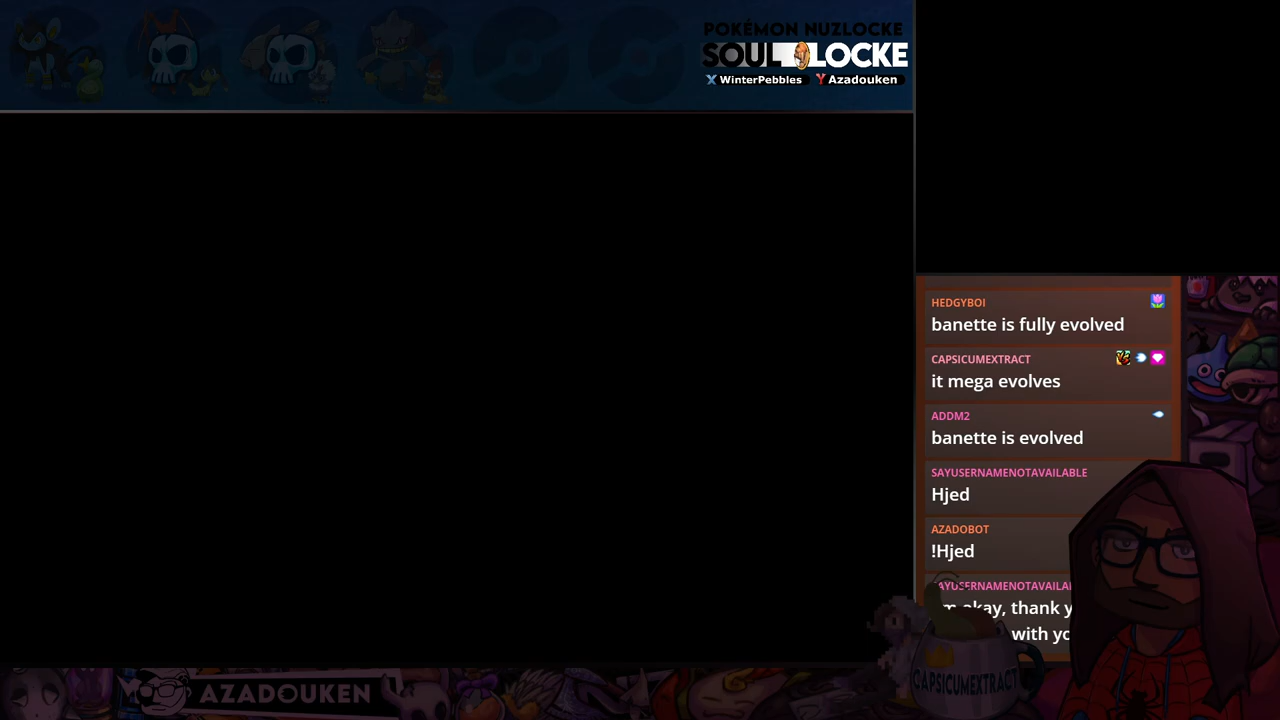 POKÉMON NUZLOCKE
SOUL LOCKE
WinterPebbles Azadouken
HEDGYBOI
banette is fully evolved
CAPSICUMEXTRACT
it mega evolves
ADDM2
banette is evolved
SAYUSERNAMENOTAVAILABLE
Hjed
AZADOBOT
!Hjed
okay, thank
with
CAPSICUMEXTRACT
AZADOUKEN